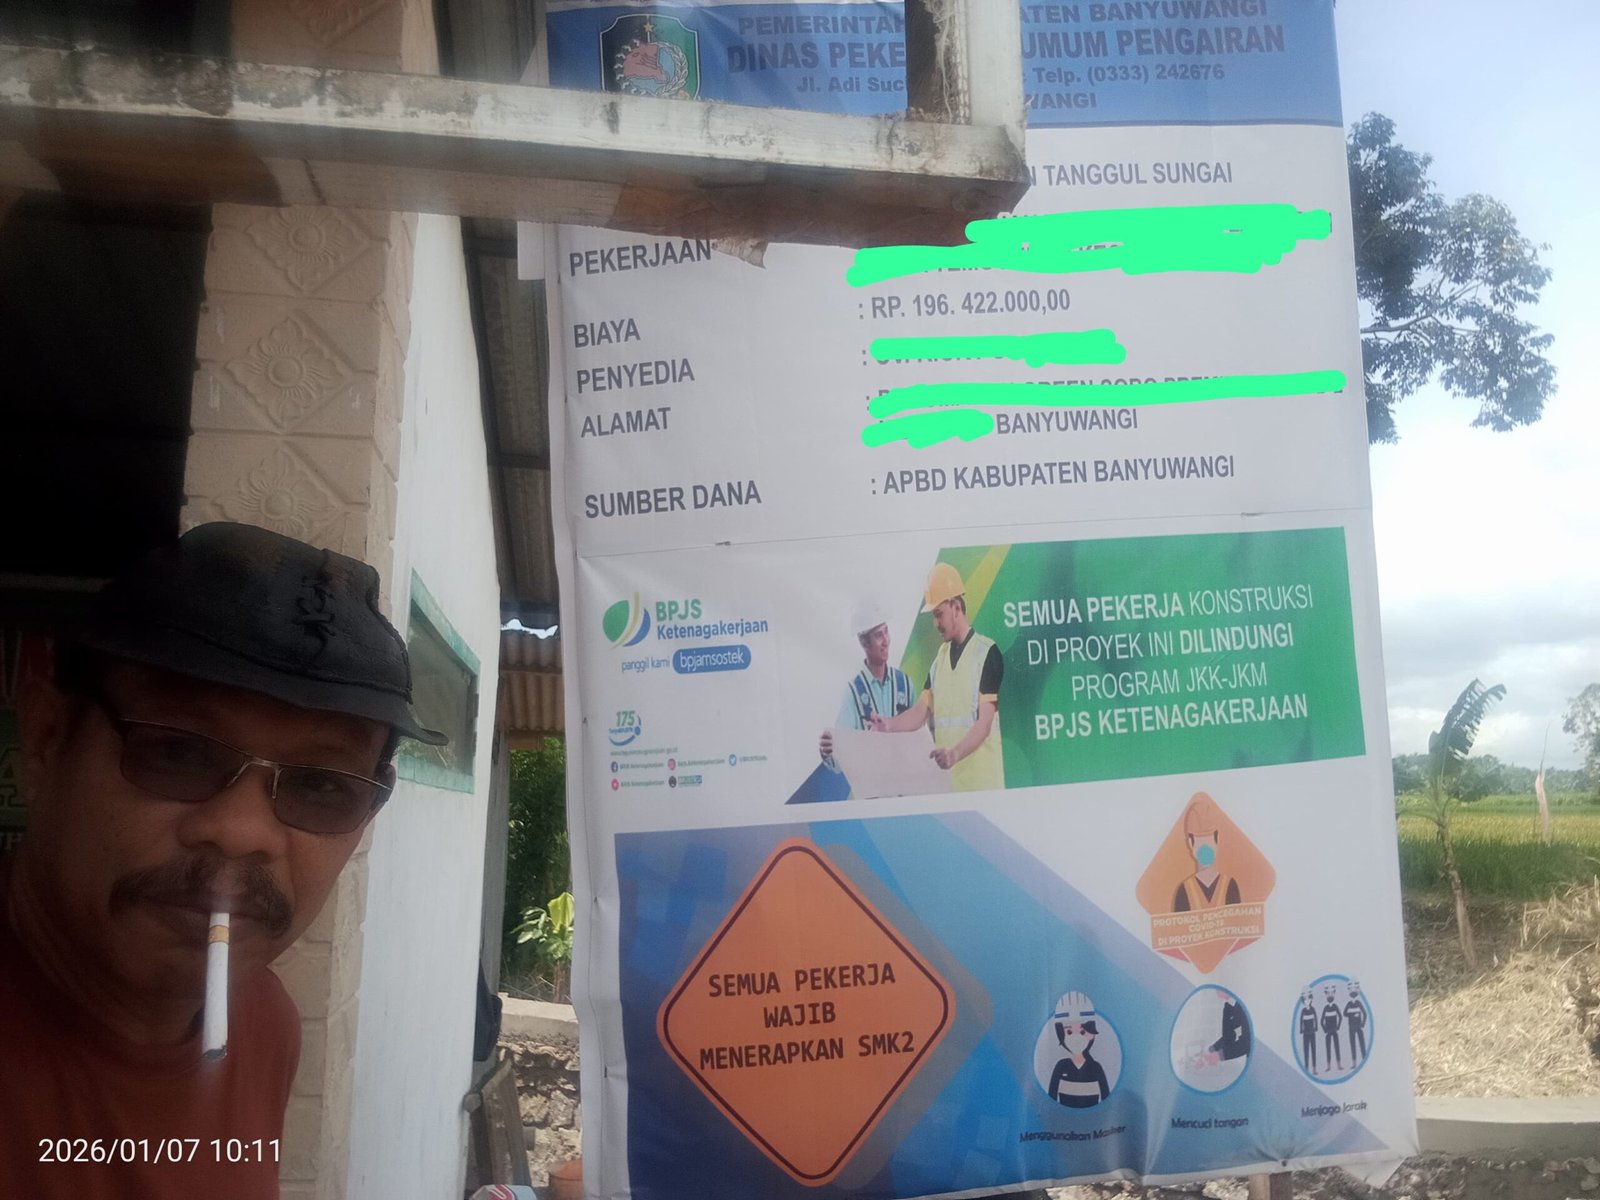 PEMERINTAH
ATEN BANYUWANGI
DINAS PEKE
UMUM PENGAIRAN
Jl. Adi Suci
Telp. (0333) 242676
WANGI
N TANGGUL SUNGAI
PEKERJAAN
BIAYA : RP. 196. 422.000,00
PENYEDIA :
ALAMAT :
BANYUWANGI
SUMBER DANA : APBD KABUPATEN BANYUWANGI
BPJS
Ketenagakerjaan
panggil kami bpjamsostek
175
SEMUA PEKERJA KONSTRUKSI
DI PROYEK INI DILINDUNGI
PROGRAM JKK-JKM
BPJS KETENAGAKERJAAN
PROTOKOL PENCEGAHAN
COVID-19
DI PROYEK KONSTRUKSI
SEMUA PEKERJA
WAJIB
MENERAPKAN SMK2
Menggunakan Masker
Mencuci tangan
Menjaga Jarak
2026/01/07 10:11